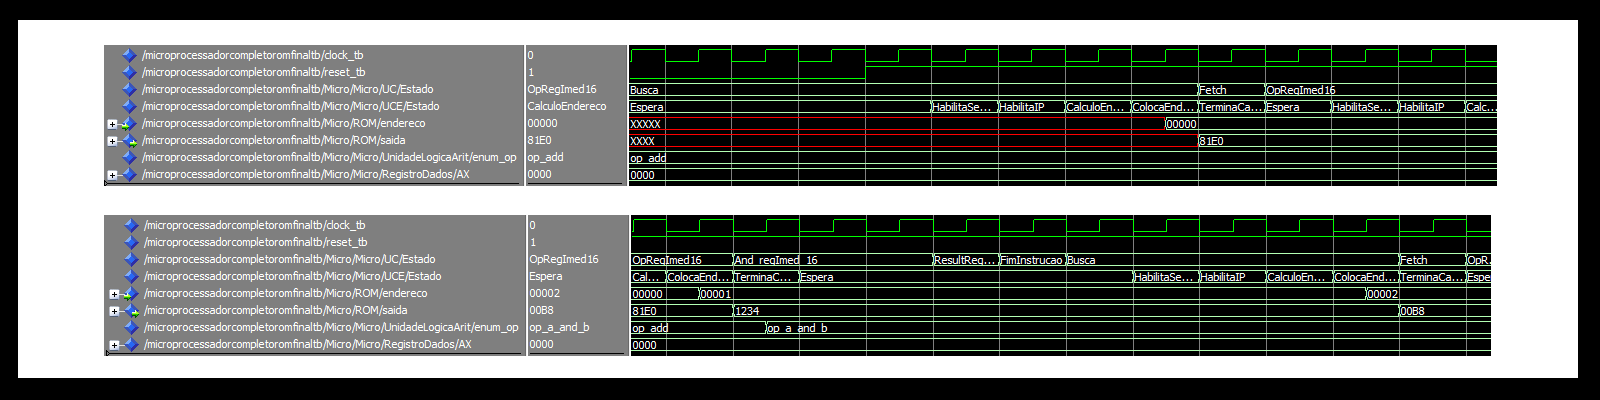 /microprocessadorcompletoromfinaltb/clock_tb 0
/microprocessadorcompletoromfinaltb/reset_tb 1
/microprocessadorcompletoromfinaltb/Micro/Micro/UC/Estado OpRegImed16 Busca Fetch OpRegImed16
/microprocessadorcompletoromfinaltb/Micro/Micro/UCE/Estado CalculoEndereco Espera HabilitaSe... HabilitaIP CalculoEn... ColocaEnd... TerminaCa... Espera HabilitaSe... HabilitaIP Calc...
/microprocessadorcompletoromfinaltb/Micro/ROM/endereco 00000 XXXXX 00000
/microprocessadorcompletoromfinaltb/Micro/ROM/saida 81E0 XXXX 81E0
/microprocessadorcompletoromfinaltb/Micro/Micro/UnidadeLogicaArit/enum_op op_add op_add
/microprocessadorcompletoromfinaltb/Micro/Micro/RegistroDados/AX 0000 0000
/microprocessadorcompletoromfinaltb/clock_tb 0
/microprocessadorcompletoromfinaltb/reset_tb 1
/microprocessadorcompletoromfinaltb/Micro/Micro/UC/Estado OpRegImed16 OpRegImed16 And_regImed_16 ResultReq... FimInstrucao Busca Fetch OpR...
/microprocessadorcompletoromfinaltb/Micro/Micro/UCE/Estado Espera Cal... ColocaEnd... TerminaC... Espera HabilitaSe... HabilitaIP CalculoEn... ColocaEnd... TerminaCa... Espe
/microprocessadorcompletoromfinaltb/Micro/ROM/endereco 00002 00000 00001 00002
/microprocessadorcompletoromfinaltb/Micro/ROM/saida 00B8 81E0 1234 00B8
/microprocessadorcompletoromfinaltb/Micro/Micro/UnidadeLogicaArit/enum_op op_a_and_b op_add op_a_and_b
/microprocessadorcompletoromfinaltb/Micro/Micro/RegistroDados/AX 0000 0000